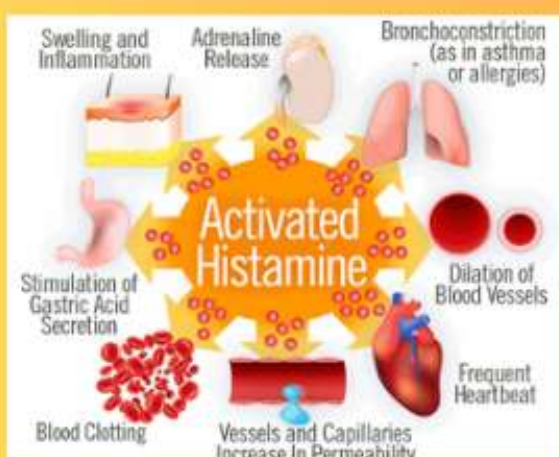 Swelling and
Inflammation
Adrenaline
Release
Bronchoconstriction
(as in asthma
or allergies)
Activated
Histamine
Stimulation of
Gastric Acid
Secretion
Dilation of
Blood Vessels
Frequent
Heartbeat
Blood Clotting
Vessels and Capillaries
Increase In Permeability